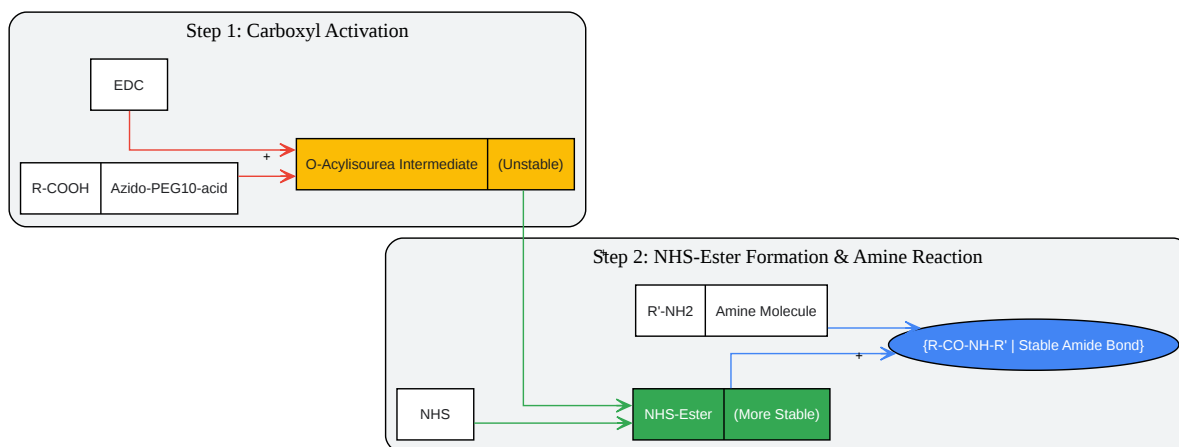 Step 1: Carboxyl Activation
EDC
+
R-COOH
Azido-PEG10-acid
O-Acylisourea Intermediate
(Unstable)
+
Step 2: NHS-Ester Formation & Amine Reaction
R'-NH2
Amine Molecule
{R-CO-NH-R' | Stable Amide Bond}
+
NHS
NHS-Ester
(More Stable)